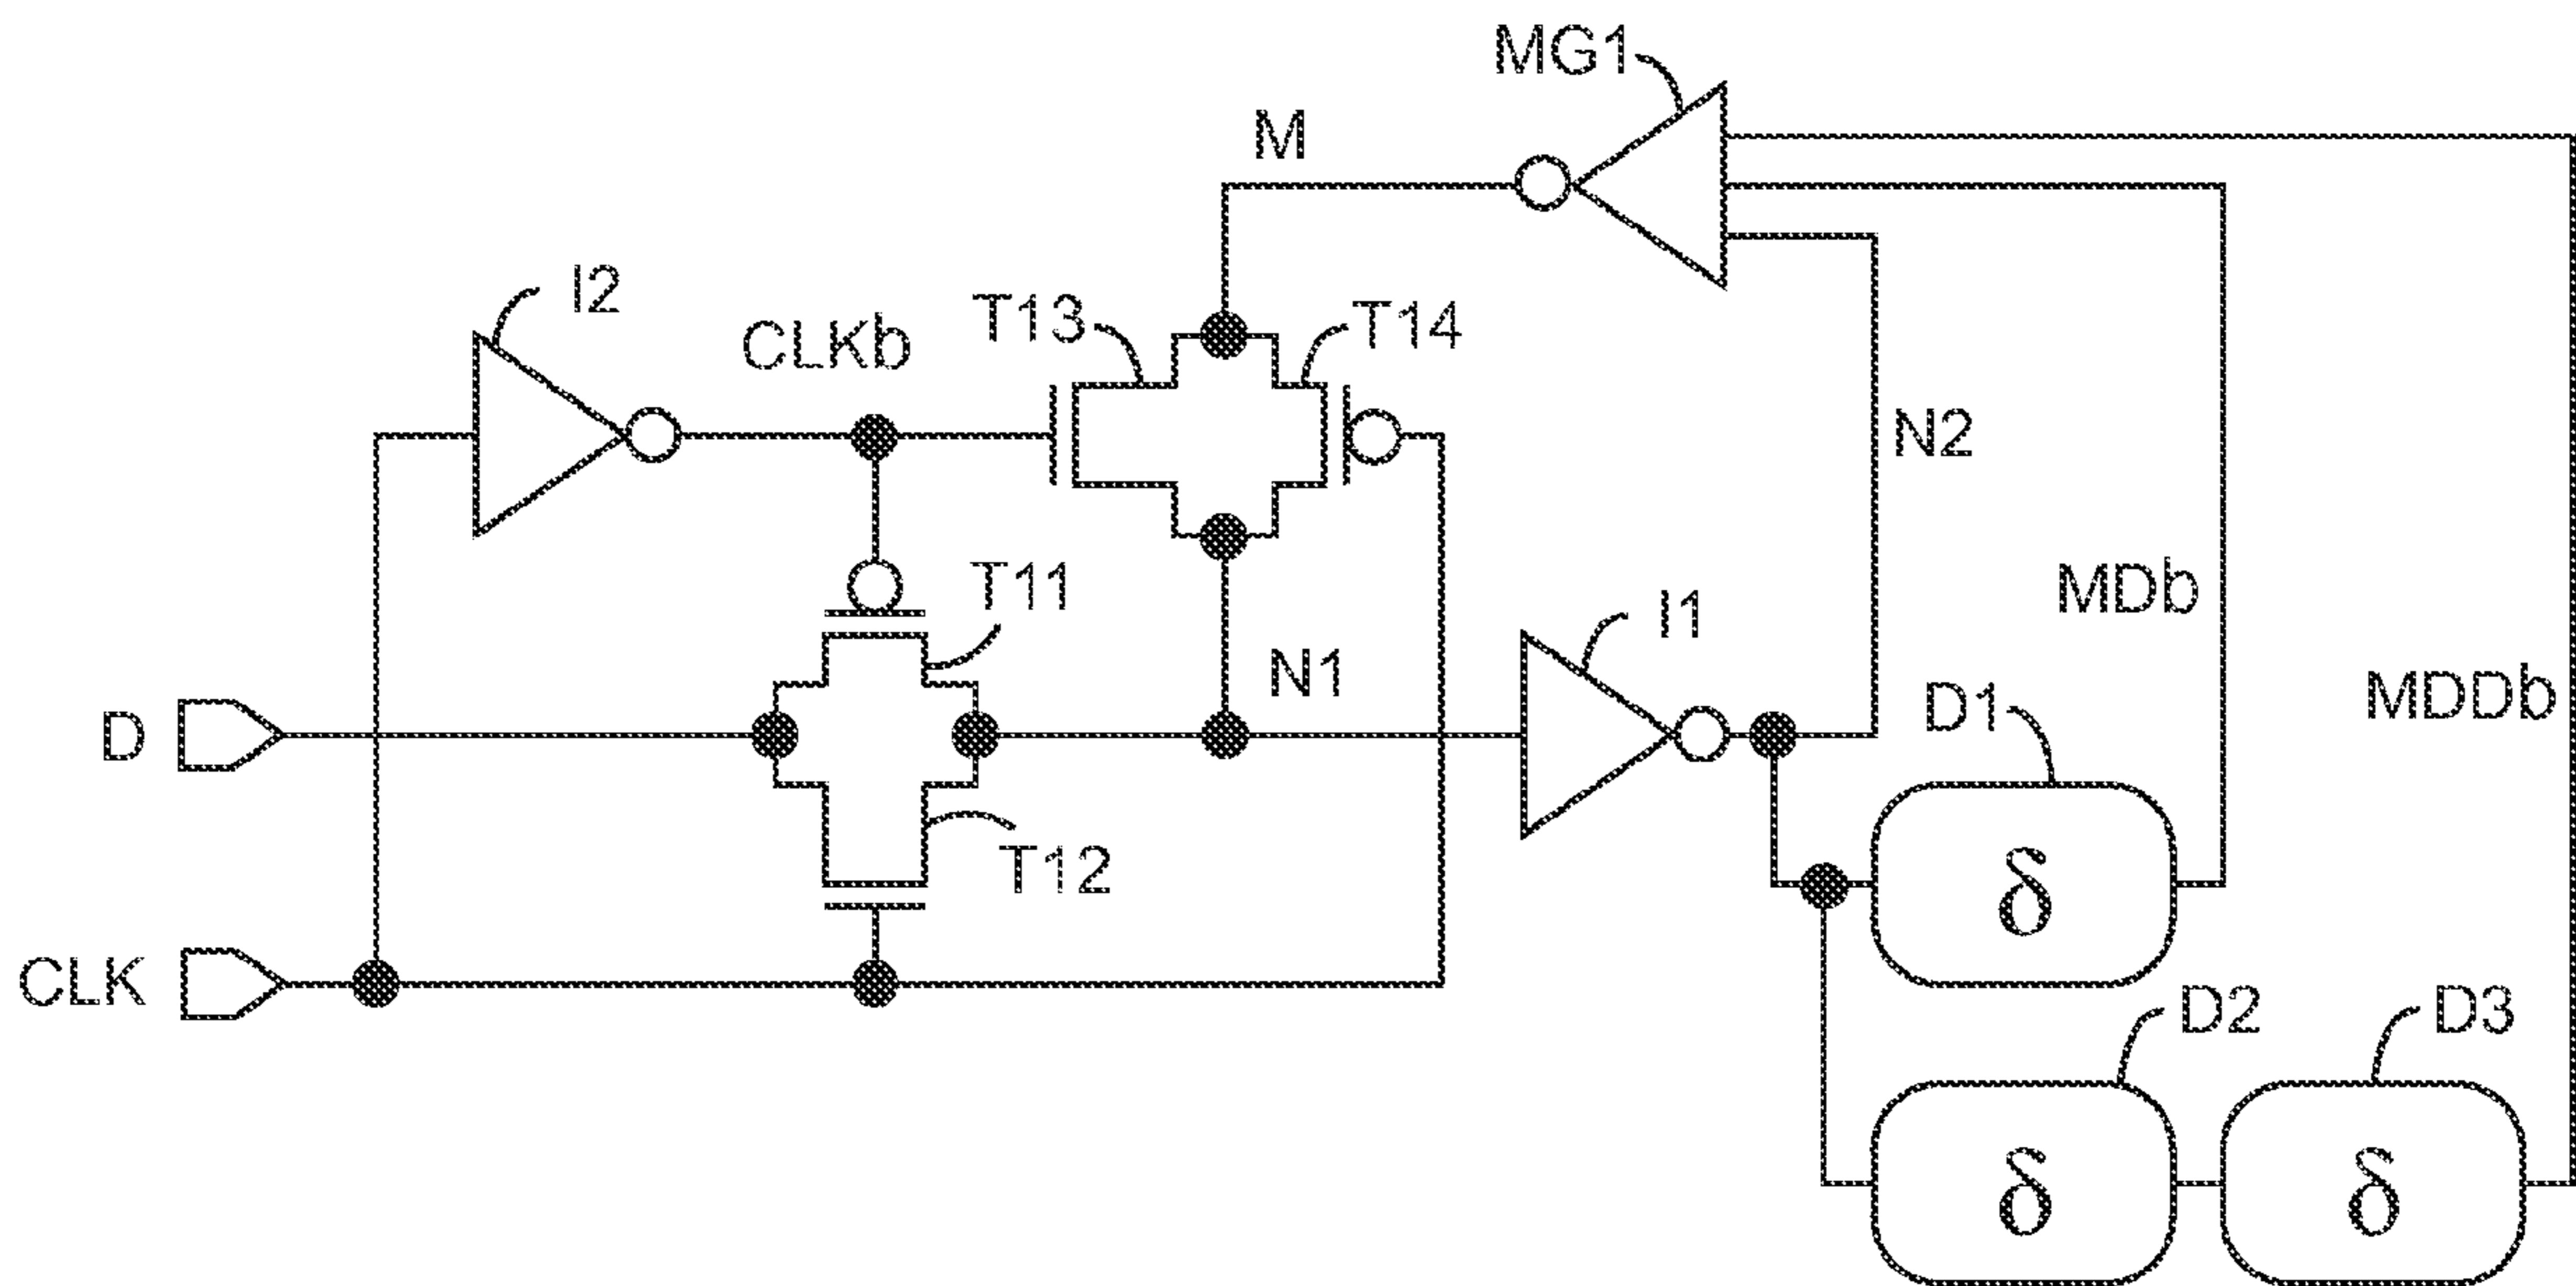 MG1
M
I2
T13
T14
CLKb
N2
T11
MDb
I1
N1
MDDb
D1
D
T12
δ
CLK
D2
D3
δ
δ